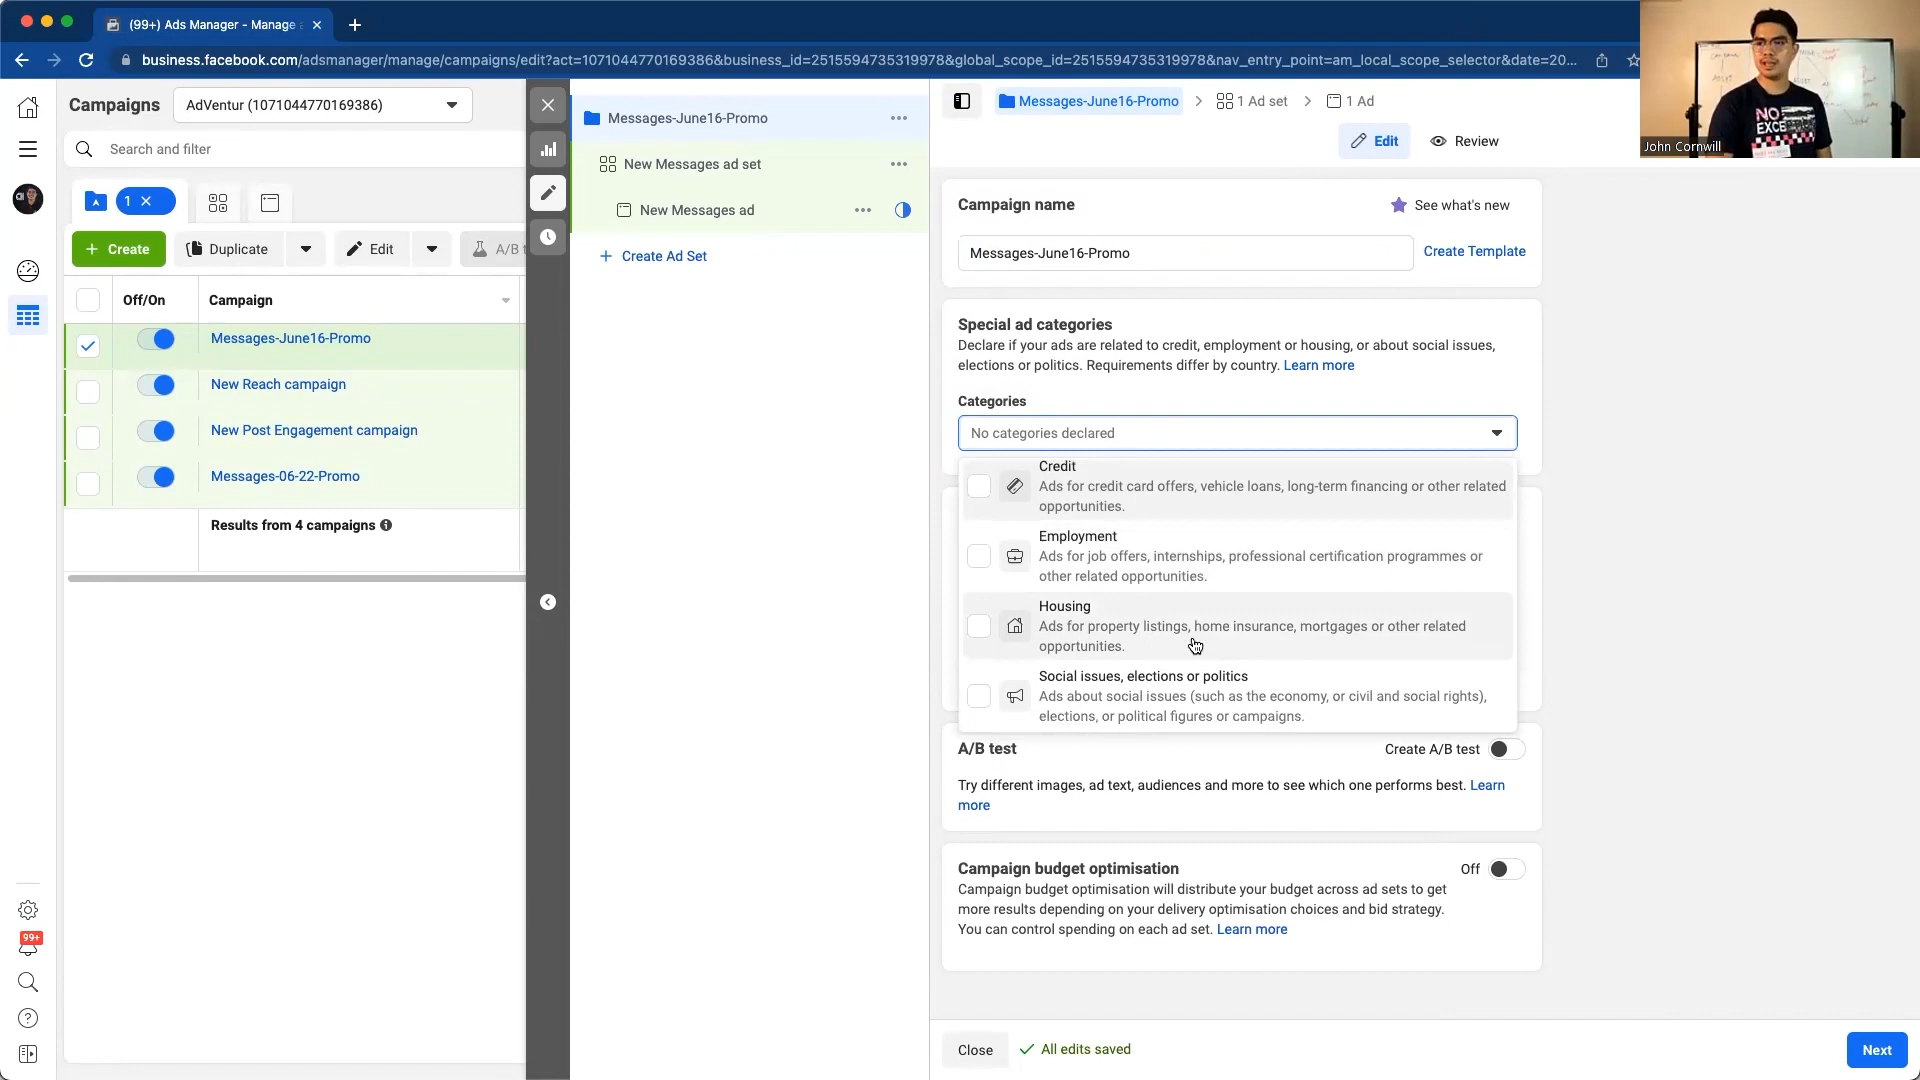 (99+) Ads Manager - Manage
business.facebook.com/adsmanager/manage/campaigns/edit?act=1071044770169386&business_id=2515594735319978&global_scope_id=2515594735319978&nav_entry_point=am_local_scope_selector&date=20...
Campaigns
AdVentur (1071044770169386)
Search and filter
1
Create
Duplicate
Edit
A/B t
Off/On
Campaign
Messages-June16-Promo
New Reach campaign
New Post Engagement campaign
Messages-06-22-Promo
Results from 4 campaigns
99+
Messages-June16-Promo
New Messages ad set
New Messages ad
Create Ad Set
Messages-June16-Promo
1 Ad set
1 Ad
Edit
Review
NO
EXCE
John Cornwill
Campaign name
See what's new
Messages-June16-Promo
Create Template
Special ad categories
Declare if your ads are related to credit, employment or housing, or about social issues,
elections or politics. Requirements differ by country. Learn more
Categories
No categories declared
Credit
Ads for credit card offers, vehicle loans, long-term financing or other related
opportunities.
Employment
Ads for job offers, internships, professional certification programmes or
other related opportunities.
Housing
Ads for property listings, home insurance, mortgages or other related
opportunities.
Social issues, elections or politics
Ads about social issues (such as the economy, or civil and social rights),
elections, or political figures or campaigns.
A/B test
Create A/B test
Try different images, ad text, audiences and more to see which one performs best. Learn
more
Campaign budget optimisation
Off
Campaign budget optimisation will distribute your budget across ad sets to get
more results depending on your delivery optimisation choices and bid strategy.
You can control spending on each ad set. Learn more
Close
All edits saved
Next